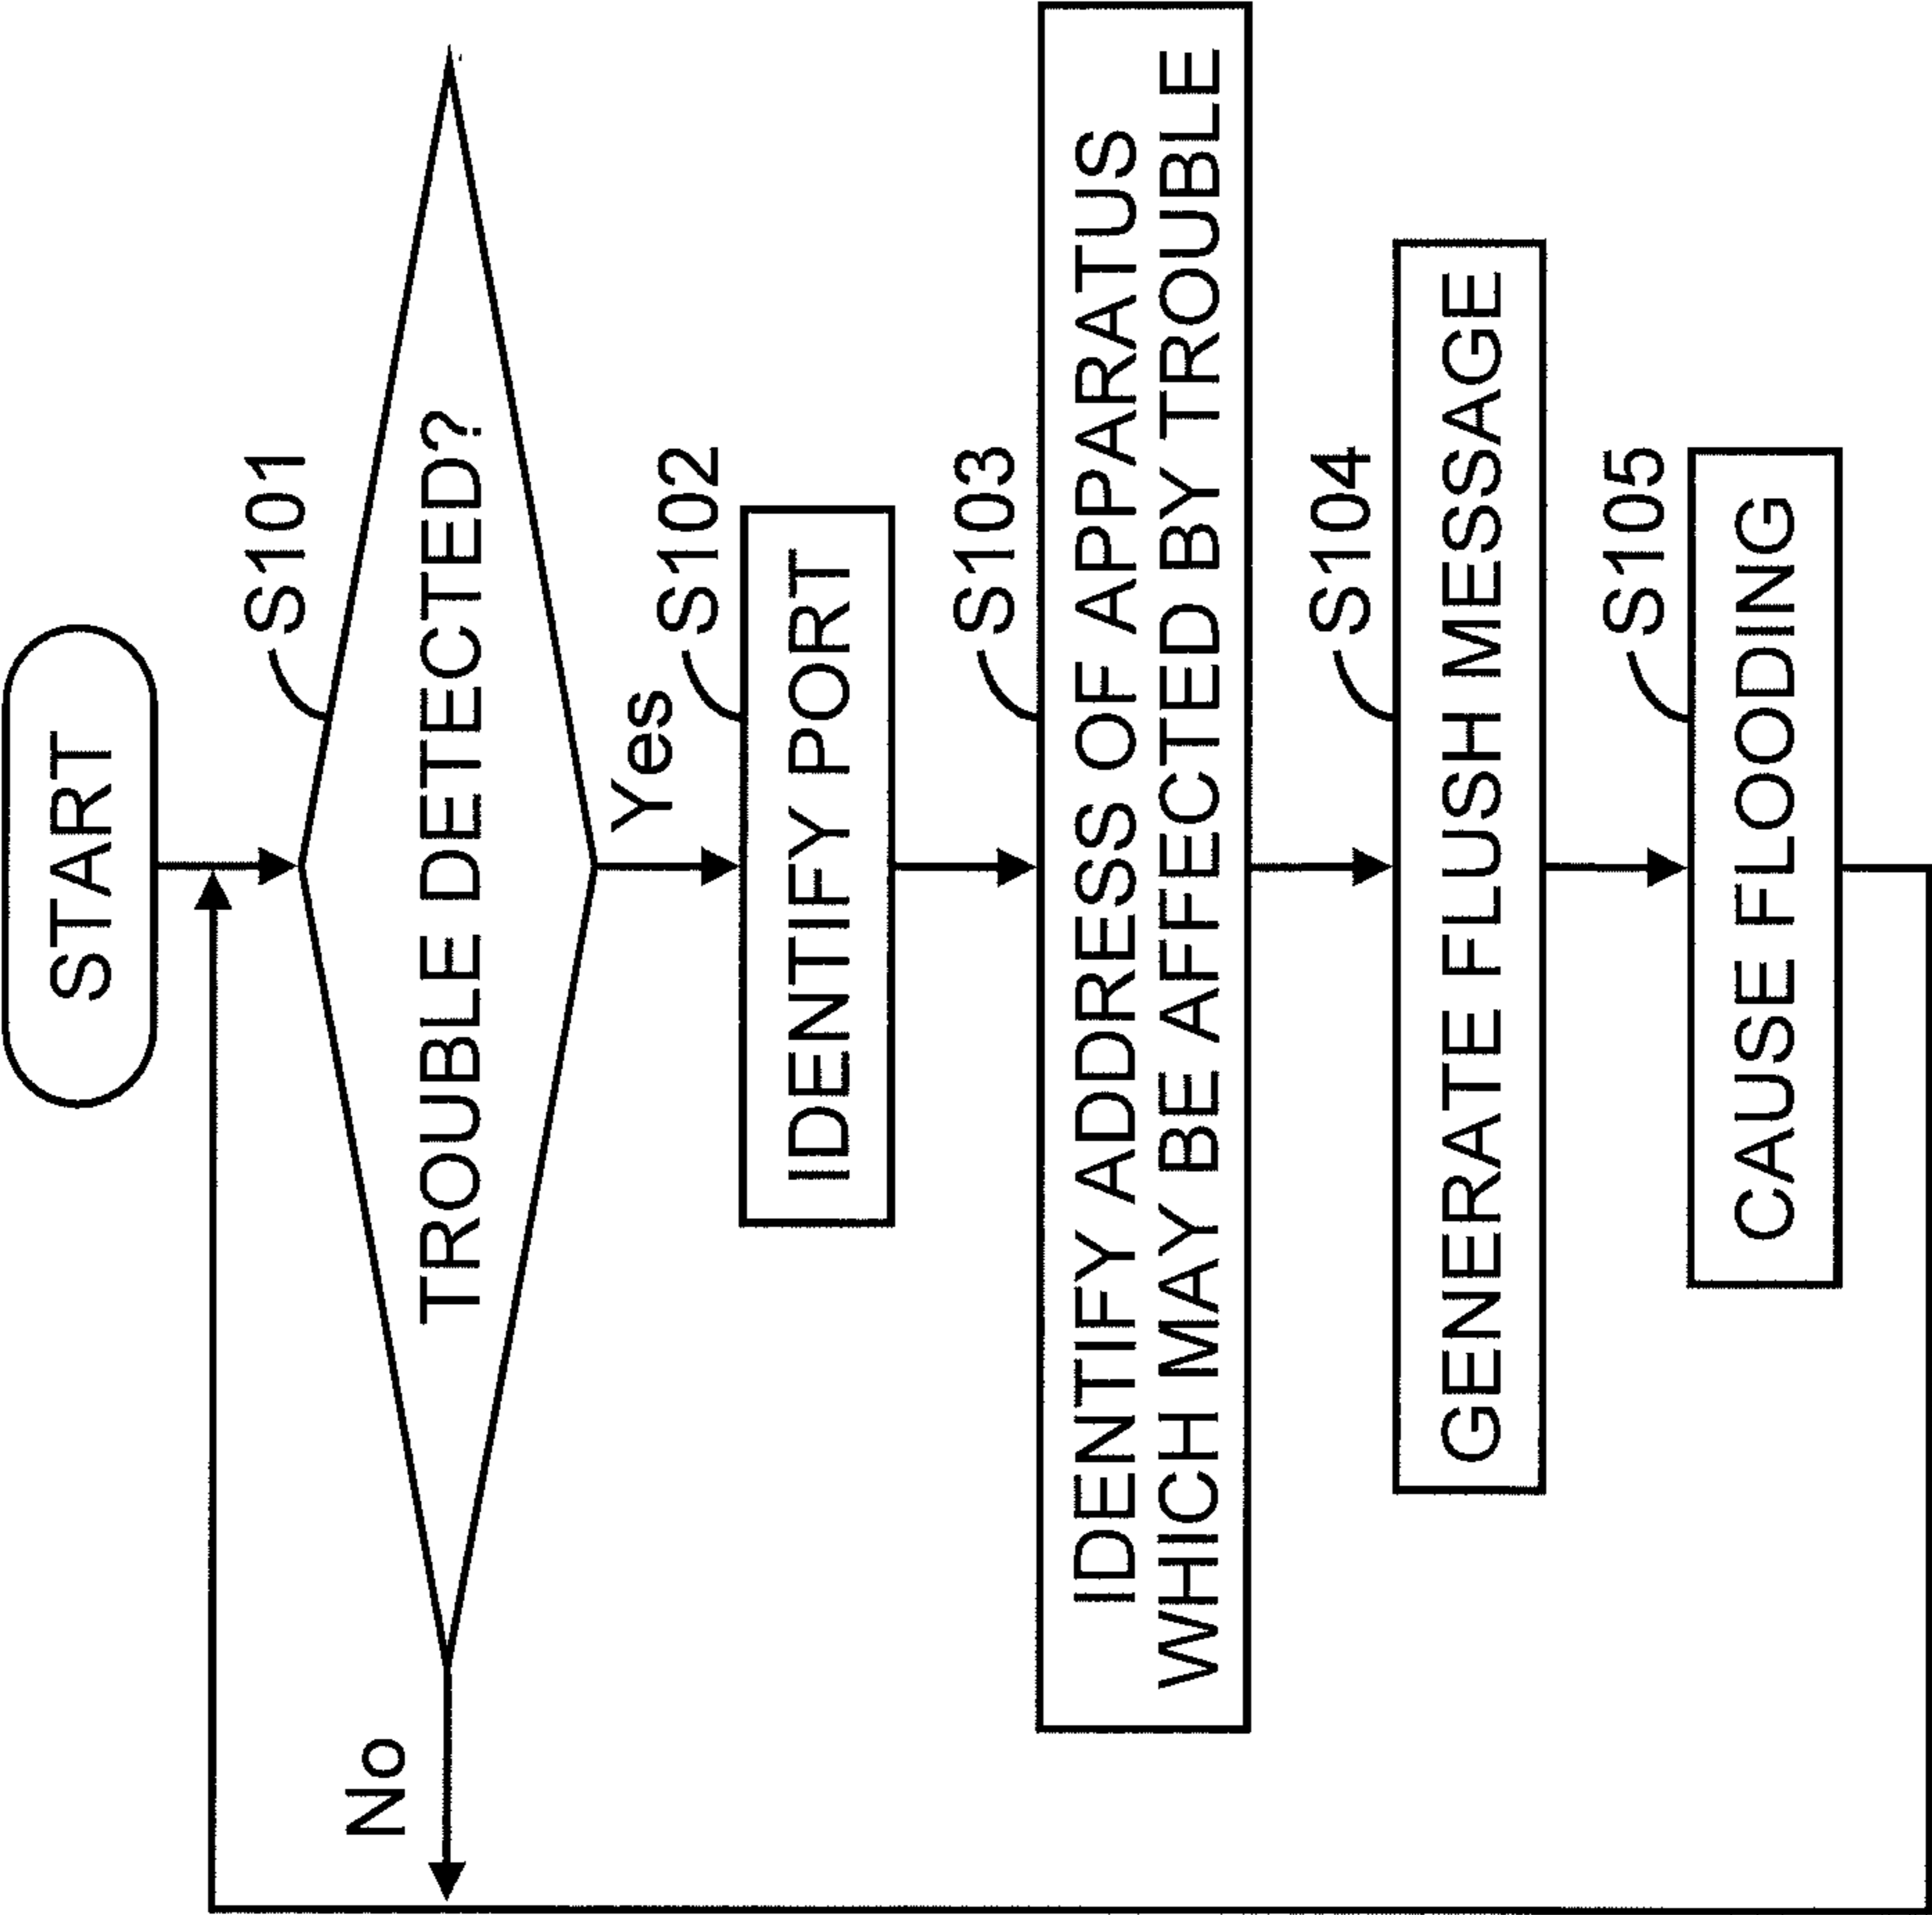 START
S101
TROUBLE DETECTED?
No
Yes
S102
IDENTIFY PORT
S103
IDENTIFY ADDRESS OF APPARATUS
WHICH MAY BE AFFECTED BY TROUBLE
S104
GENERATE FLUSH MESSAGE
S105
CAUSE FLOODING